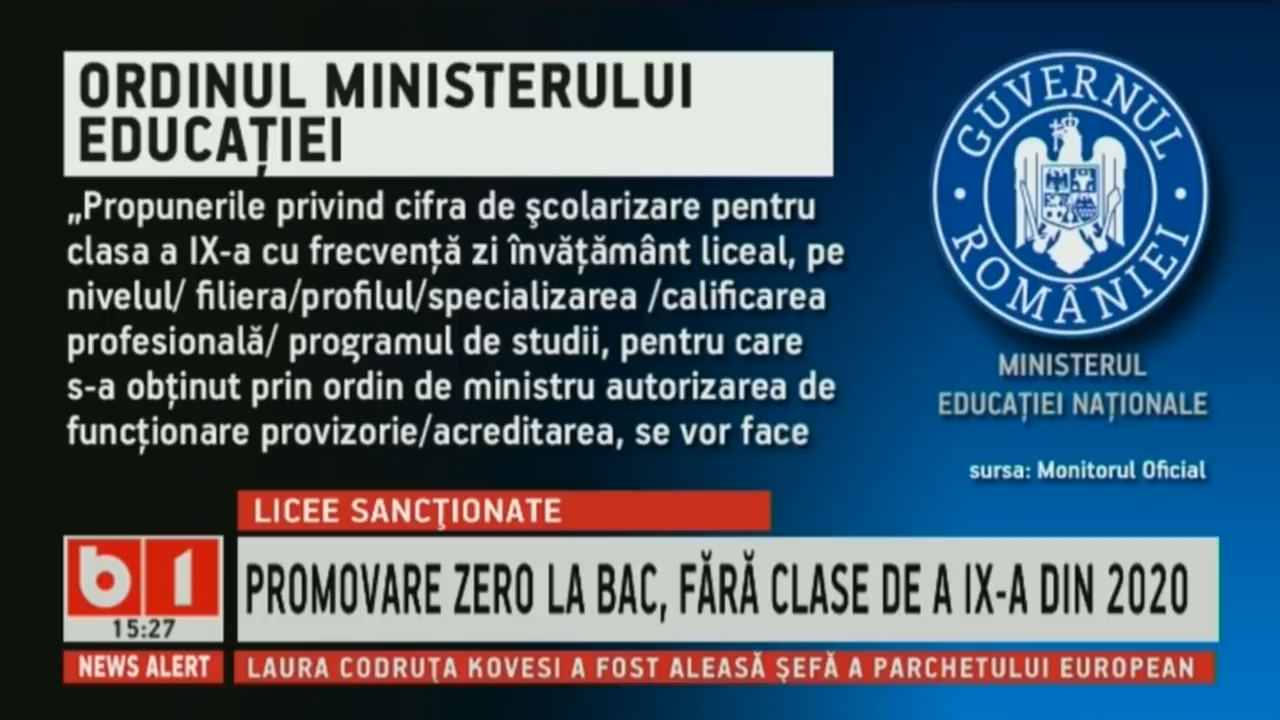 ORDINUL MINISTERULUI
EDUCAȚIEI
„Propunerile privind cifra de şcolarizare pentru
clasa a IX-a cu frecvență zi învățământ liceal, pe
nivelul/ filiera/profilul/specializarea /calificarea
profesională/ programul de studii, pentru care
s-a obținut prin ordin de ministru autorizarea de
funcționare provizorie/acreditarea, se vor face
GUVERNUL
ROMÂNIEI
MINISTERUL
EDUCAȚIEI NAȚIONALE
sursa: Monitorul Oficial
LICEE SANCŢIONATE
b1
PROMOVARE ZERO LA BAC, FĂRĂ CLASE DE A IX-A DIN 2020
15:27
NEWS ALERT
LAURA CODRUŢA KOVESI A FOST ALEASĂ ŞEFĂ A PARCHETULUI EUROPEAN